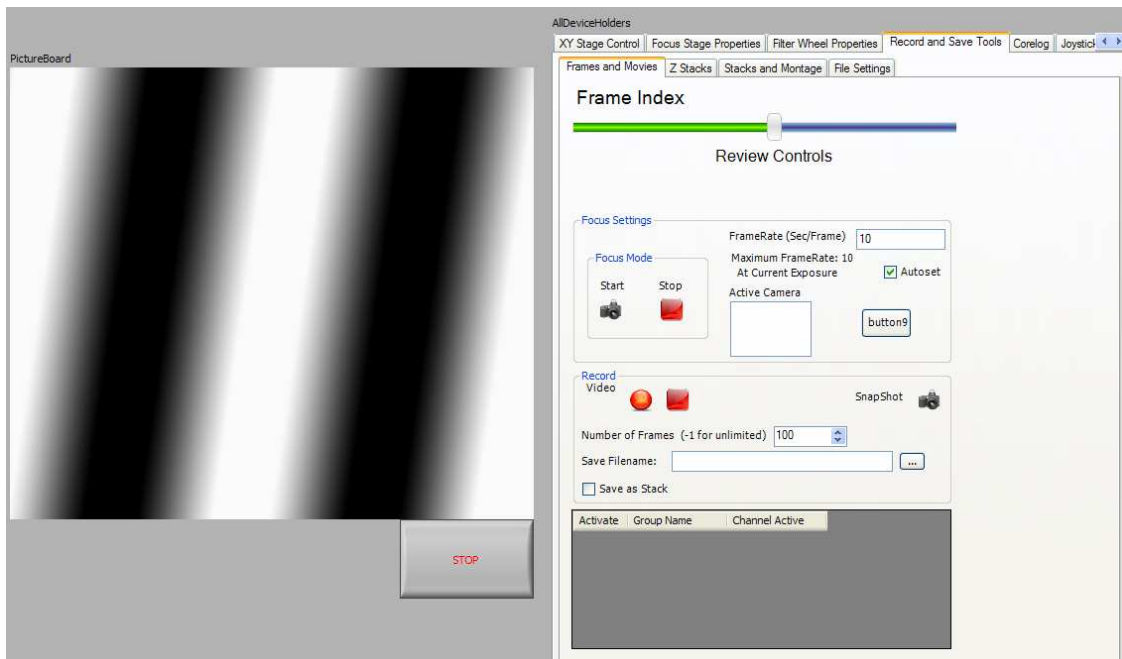 AllDeviceHolders
XY Stage Control Focus Stage Properties Filter Wheel Properties Record and Save Tools Corelog Joystick
PictureBoard
Frames and Movies Z Stacks Stacks and Montage File Settings
Frame Index
Review Controls
Focus Settings
FrameRate (Sec/Frame) 10
Focus Mode
Maximum FrameRate: 10
At Current Exposure
Autoset
Start Stop
Active Camera
button9
Record
Video
SnapShot
Number of Frames (-1 for unlimited) 100
Save Filename: ...
Save as Stack
Activate Group Name Channel Active
STOP